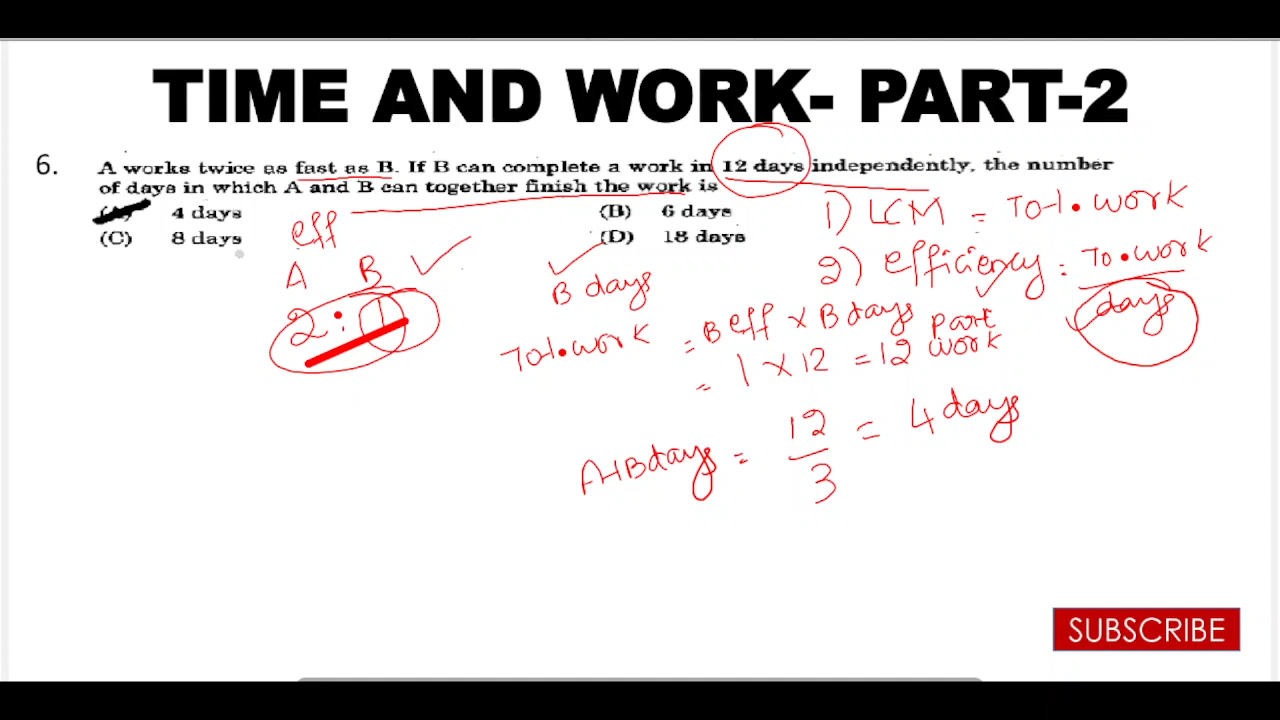 TIME AND WORK- PART-2
6. A works twice as fast as B. If B can complete a work in 12 days independently, the number
of days in which A and B can together finish the work is
4 days
(B) 6 days
(C) 8 days
(D) 18 days
eff
A B
2 : 1
B days
1) LCM = Tot. work
2) efficiency = To. work
days
Tot. work = B eff x B days
= 1 x 12 = 12 part work
A+B days = 12
3
= 4 days
SUBSCRIBE